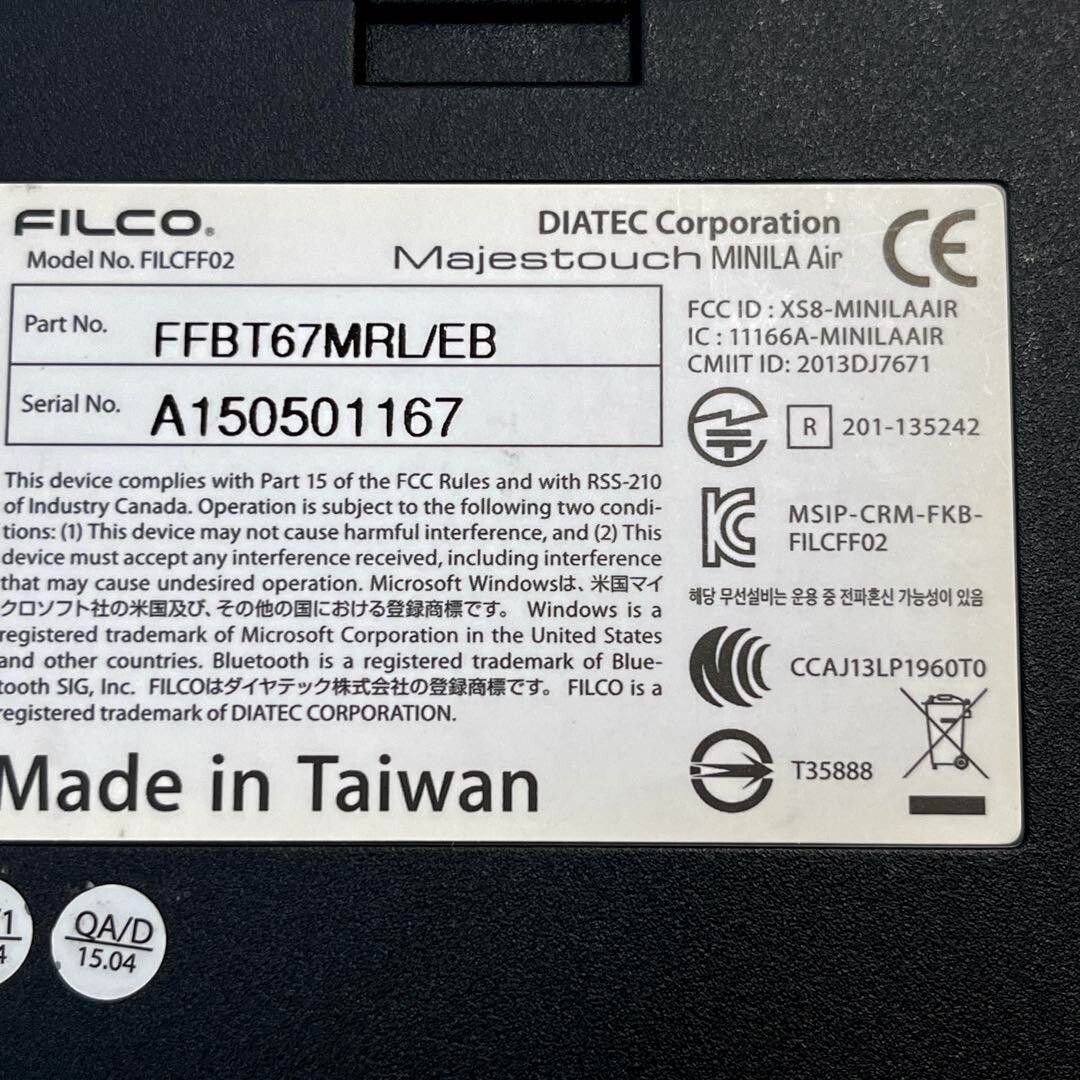 FILCO®
Model No. FILCFF02
DIATEC Corporation
Majestouch MINILA Air
CE
Part No. FFBT67MRL/EB
Serial No. A150501167
FCC ID : XS8-MINILAAIR
IC : 11166A-MINILAAIR
CMIIT ID: 2013DJ7671
R 201-135242
MSIP-CRM-FKB-
FILCFF02
해당 무선설비는 운용 중 전파혼신 가능성이 있음
CCAJ13LP1960T0
T35888
This device complies with Part 15 of the FCC Rules and with RSS-210
of Industry Canada. Operation is subject to the following two condi-
tions: (1) This device may not cause harmful interference, and (2) This
device must accept any interference received, including interference
that may cause undesired operation. Microsoft Windowsは、米国マイ
クロソフト社の米国及び、その他の国における登録商標です。 Windows is a
registered trademark of Microsoft Corporation in the United States
and other countries. Bluetooth is a registered trademark of Blue-
tooth SIG, Inc. FILCOはダイヤテック株式会社の登録商標です。 FILCO is a
registered trademark of DIATEC CORPORATION.
Made in Taiwan
QA/D
15.04